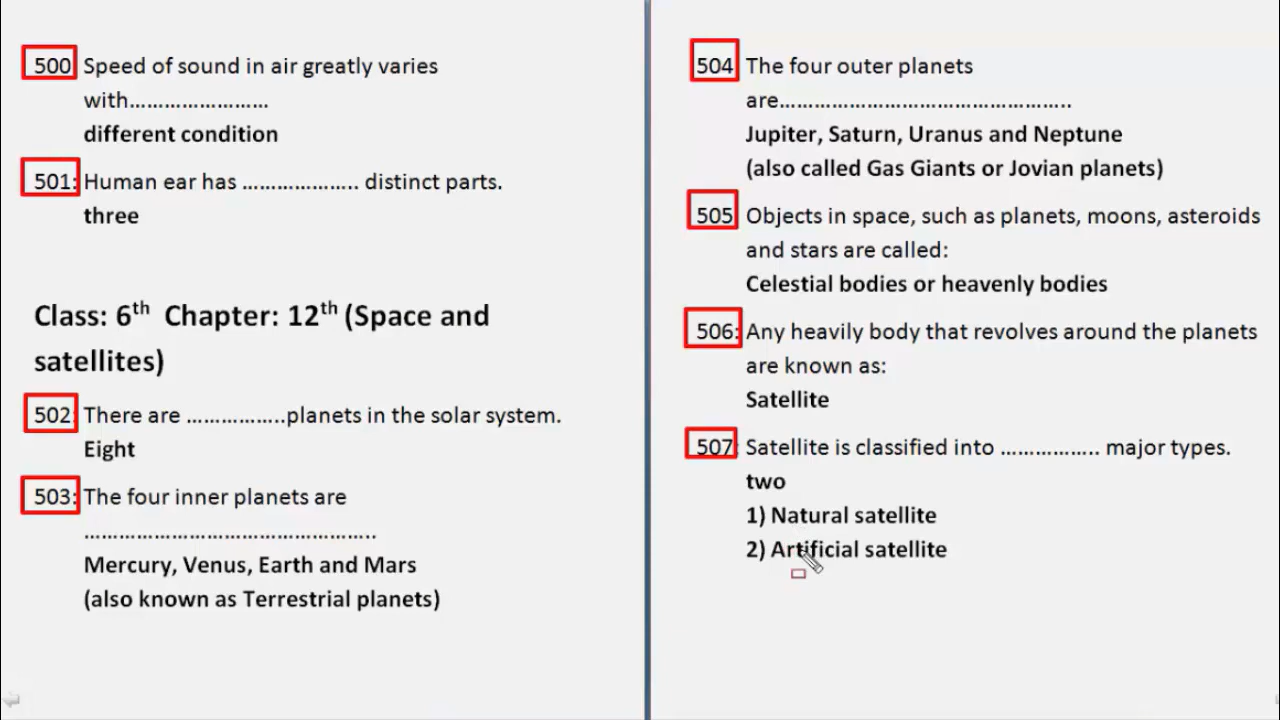 500 Speed of sound in air greatly varies
with……………………
different condition
501: Human ear has ……………….. distinct parts.
three
Class: 6th Chapter: 12th (Space and
satellites)
502: There are ……………..planets in the solar system.
Eight
503: The four inner planets are
……………………………………………..
Mercury, Venus, Earth and Mars
(also known as Terrestrial planets)
504 The four outer planets
are……………………………………………..
Jupiter, Saturn, Uranus and Neptune
(also called Gas Giants or Jovian planets)
505 Objects in space, such as planets, moons, asteroids
and stars are called:
Celestial bodies or heavenly bodies
506: Any heavily body that revolves around the planets
are known as:
Satellite
507: Satellite is classified into …………….. major types.
two
1) Natural satellite
2) Artificial satellite